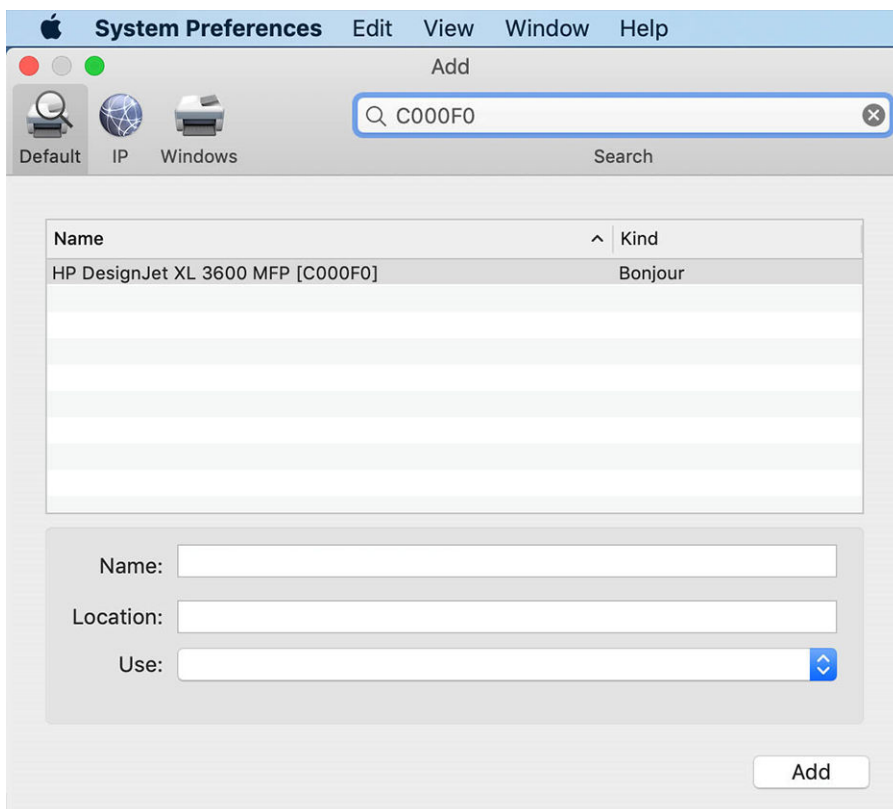 System Preferences Edit View Window Help
Add
C000F0
Default IP Windows Search
Name Kind
HP DesignJet XL 3600 MFP [C000F0] Bonjour
Name:
Location:
Use:
Add